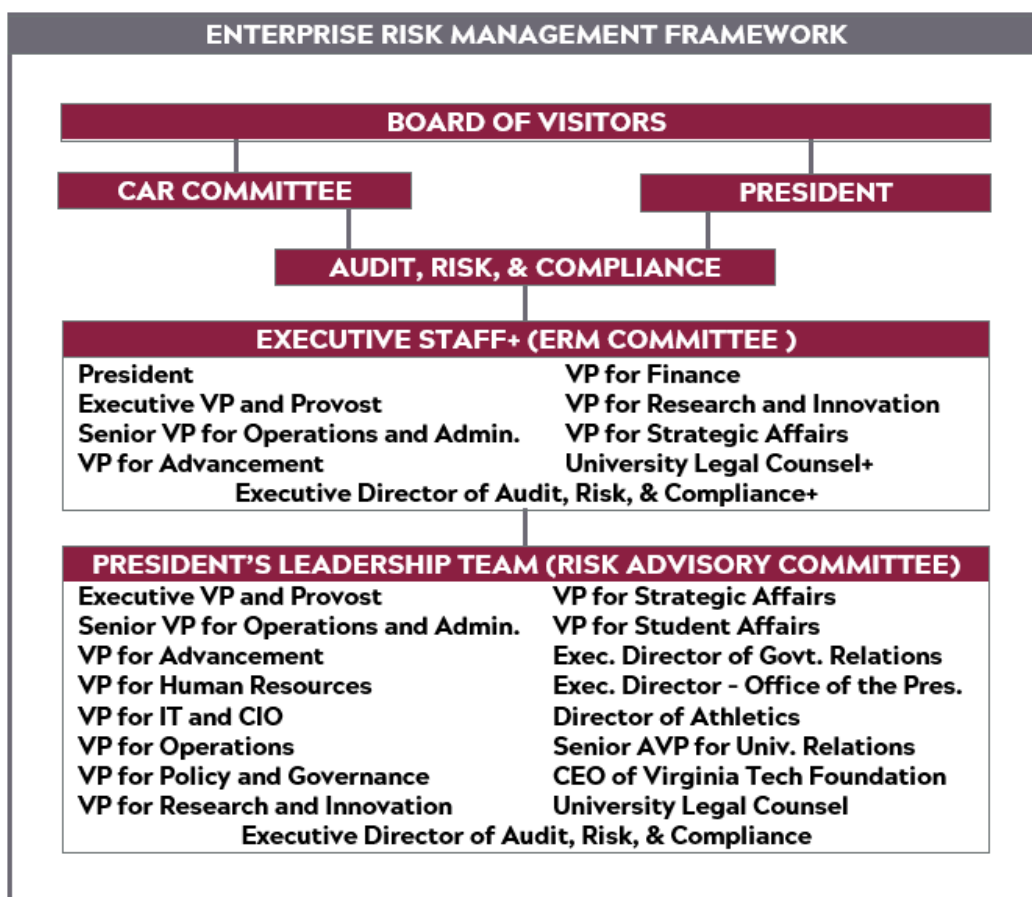 ENTERPRISE RISK MANAGEMENT FRAMEWORK
BOARD OF VISITORS
CAR COMMITTEE
PRESIDENT
AUDIT, RISK, & COMPLIANCE
EXECUTIVE STAFF+ (ERM COMMITTEE )
President
Executive VP and Provost
Senior VP for Operations and Admin.
VP for Advancement
VP for Finance
VP for Research and Innovation
VP for Strategic Affairs
University Legal Counsel+
Executive Director of Audit, Risk, & Compliance+
PRESIDENT'S LEADERSHIP TEAM (RISK ADVISORY COMMITTEE)
Executive VP and Provost
Senior VP for Operations and Admin.
VP for Advancement
VP for Human Resources
VP for IT and CIO
VP for Operations
VP for Policy and Governance
VP for Research and Innovation
VP for Strategic Affairs
VP for Student Affairs
Exec. Director of Govt. Relations
Exec. Director - Office of the Pres.
Director of Athletics
Senior AVP for Univ. Relations
CEO of Virginia Tech Foundation
University Legal Counsel
Executive Director of Audit, Risk, & Compliance